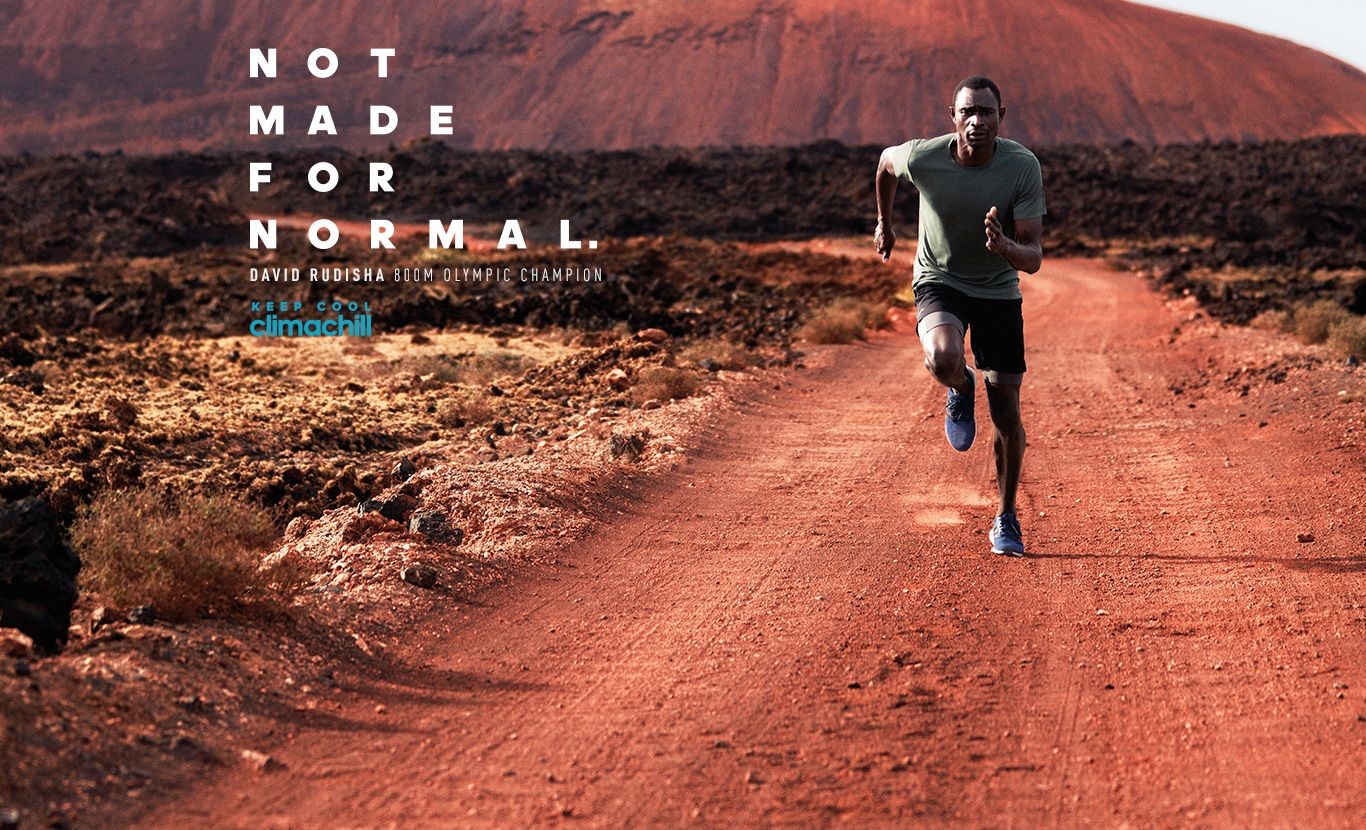 NOT
MADE
FOR
NORMAL.
DAVID RUDISHA 800M OLYMPIC CHAMPION
KEEP COOL
climachill